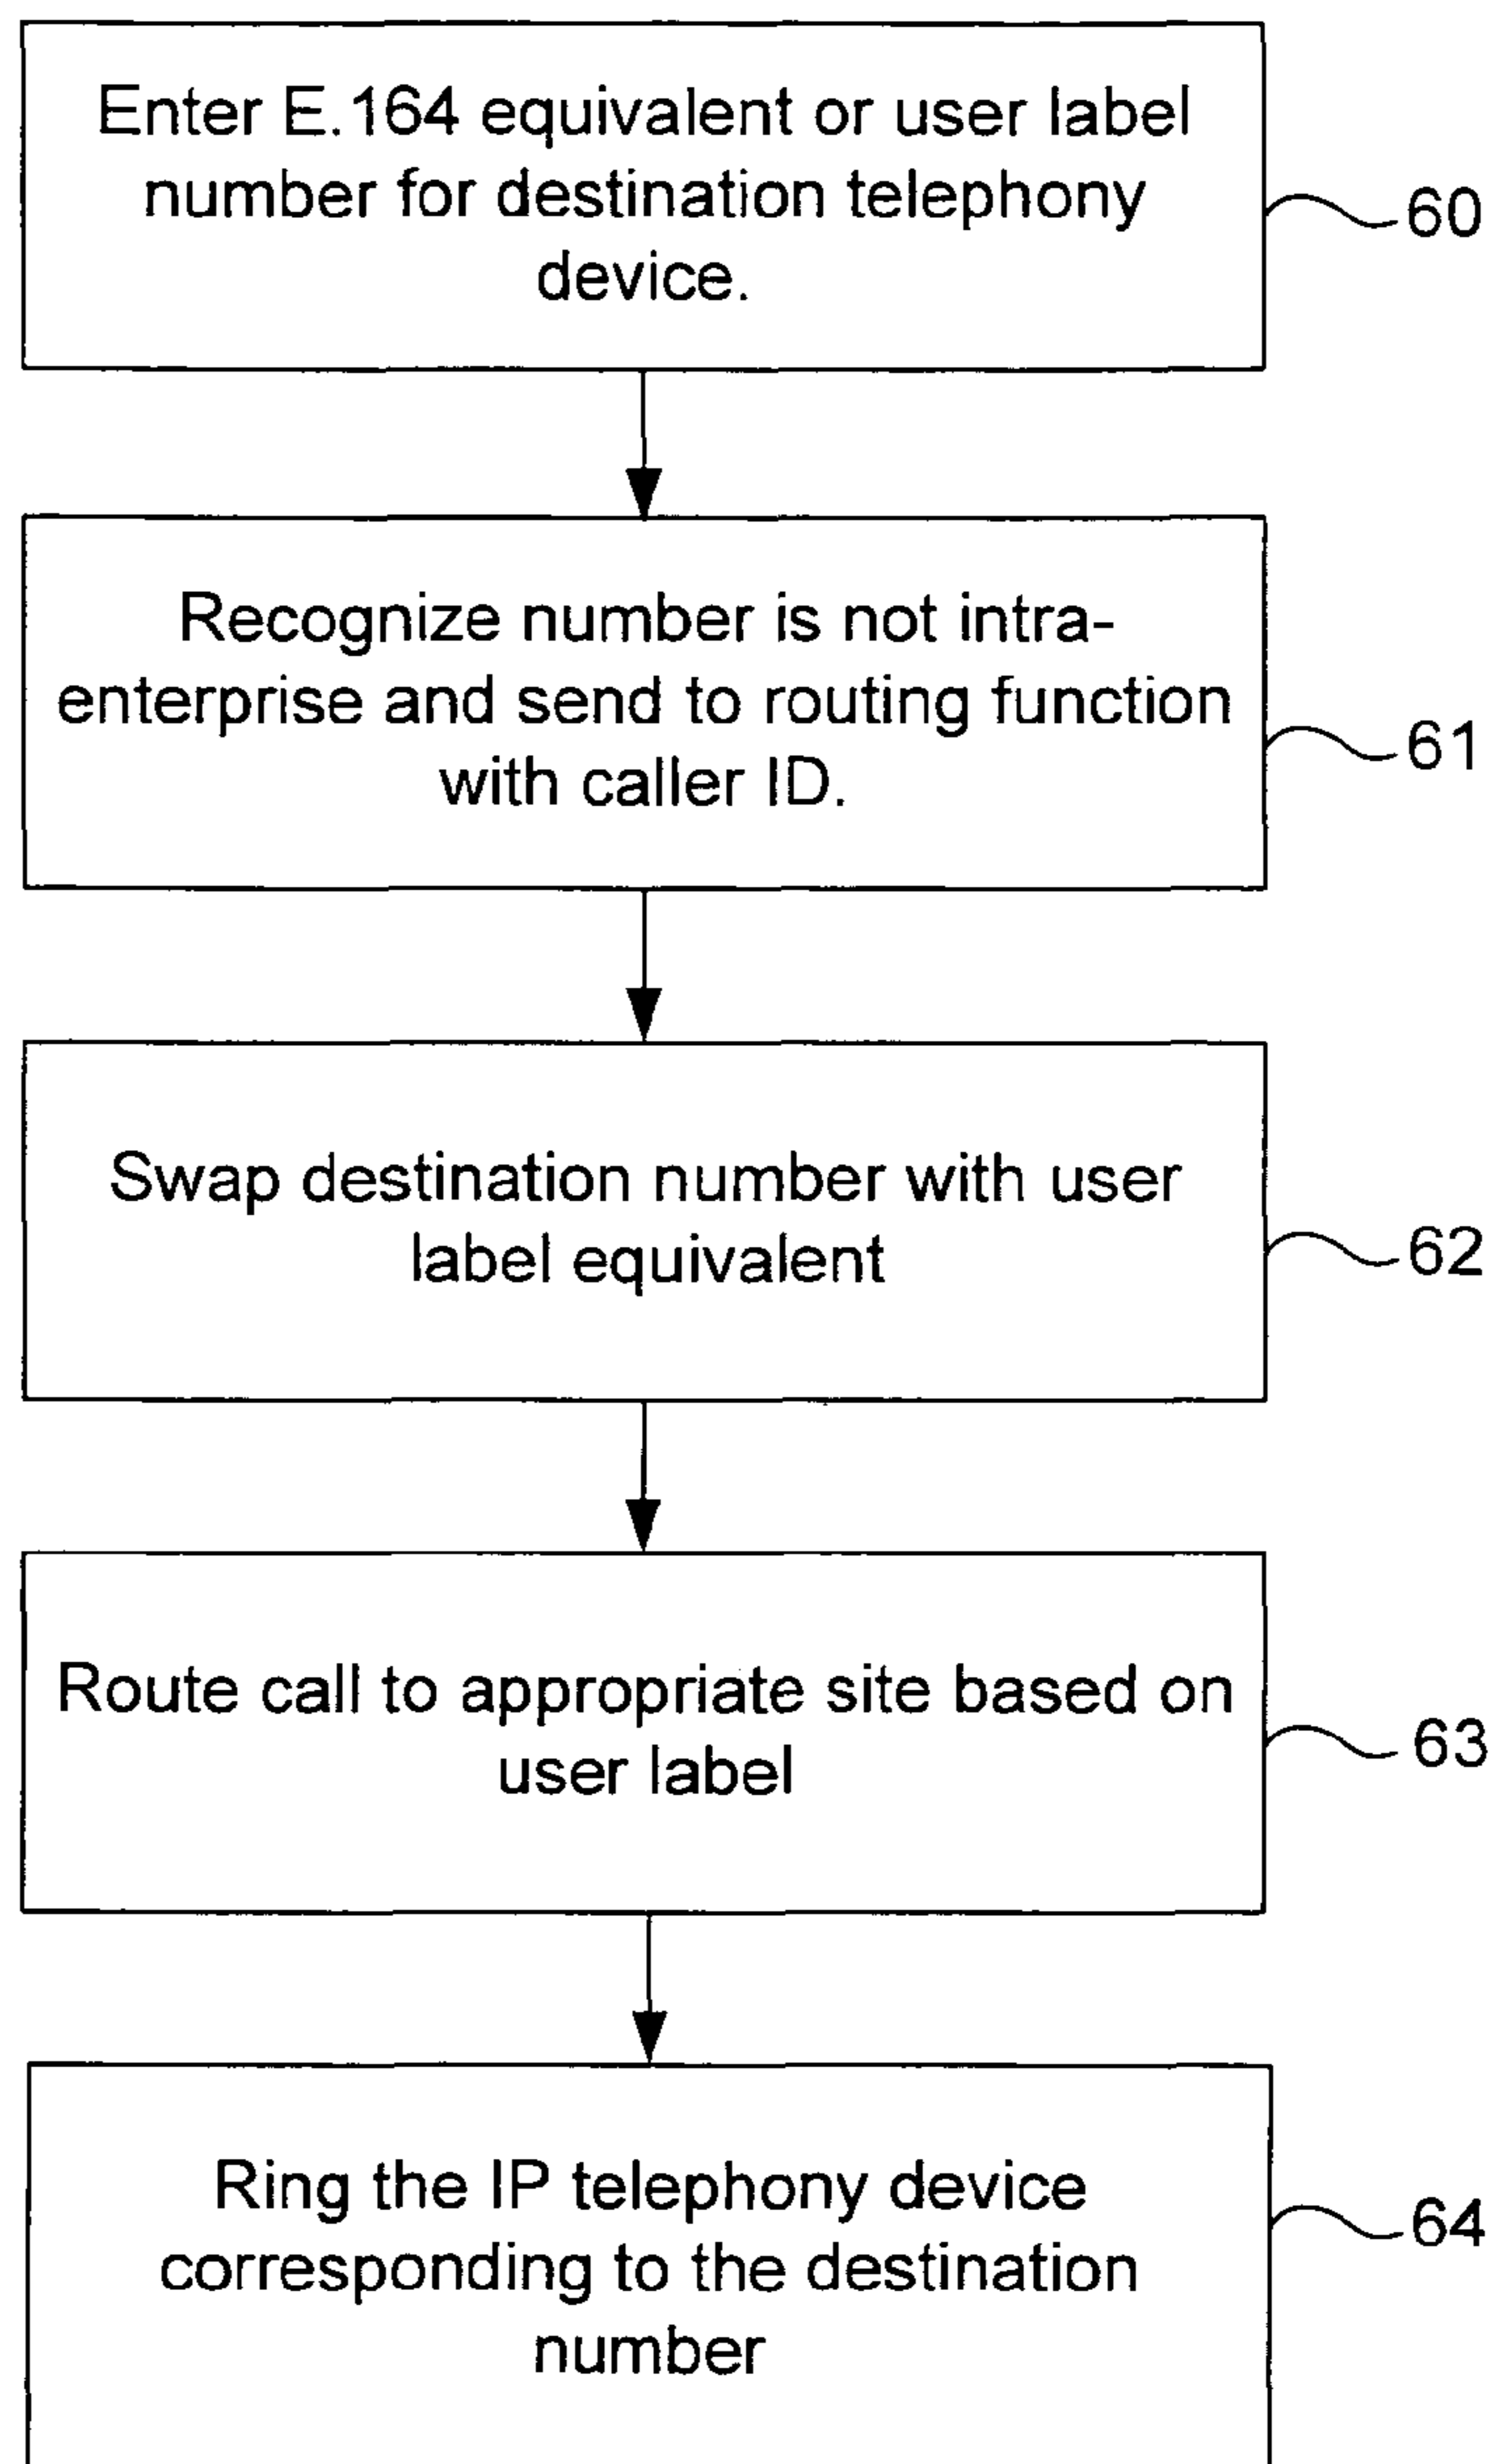 Enter E.164 equivalent or user label
number for destination telephony
device.
60
Recognize number is not intra-
enterprise and send to routing function
with caller ID.
61
Swap destination number with user
label equivalent
62
Route call to appropriate site based on
user label
63
Ring the IP telephony device
corresponding to the destination
number
64